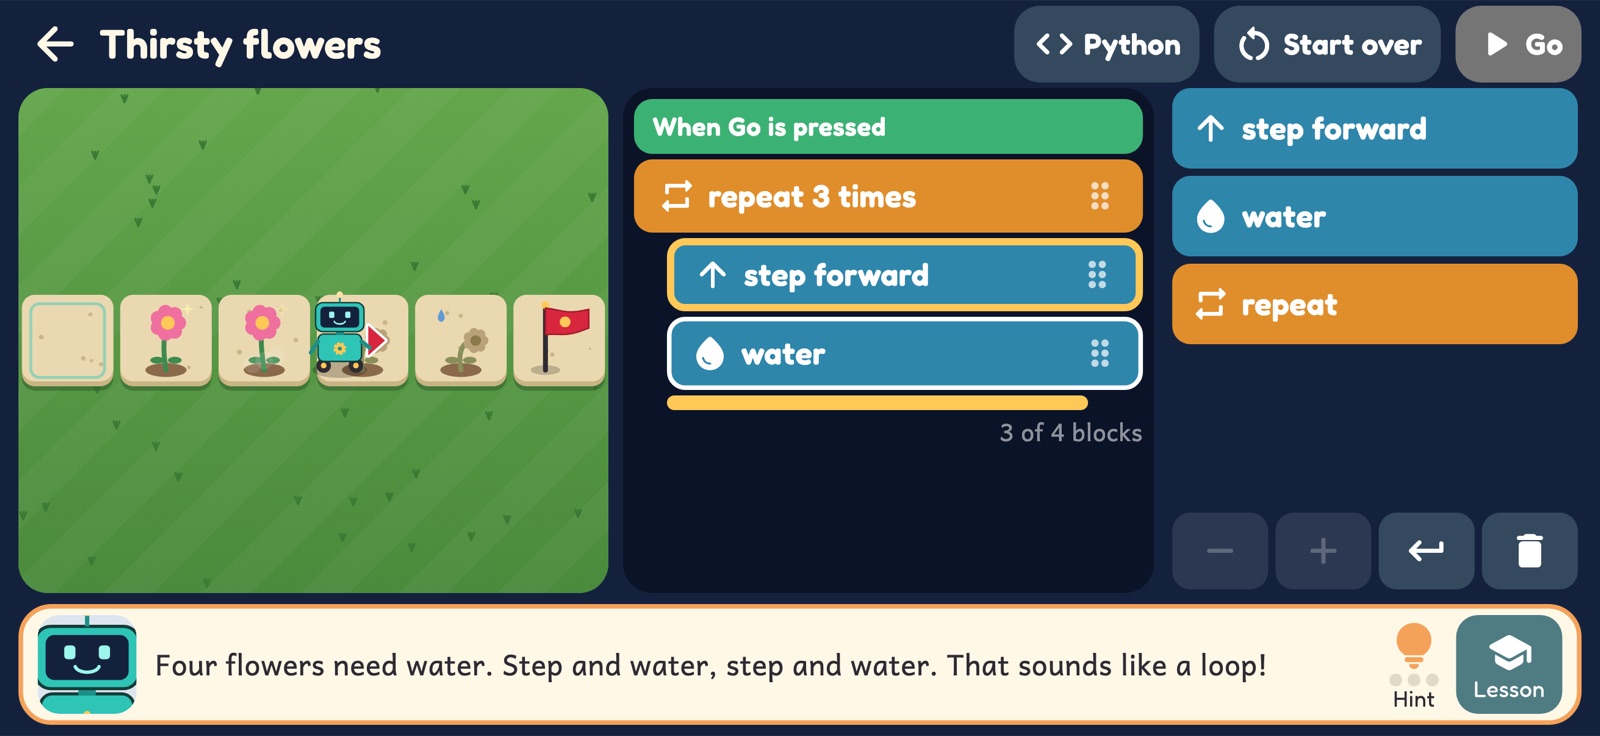 Thirsty flowers
Python
Start over
Go
When Go is pressed
repeat 3 times
step forward
water
3 of 4 blocks
step forward
water
repeat
Four flowers need water. Step and water, step and water. That sounds like a loop!
Hint
Lesson